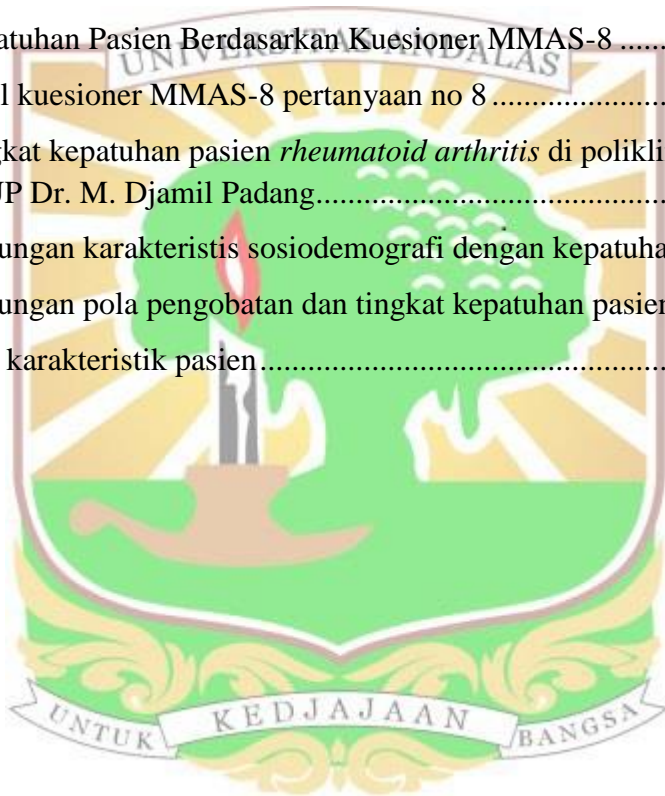 atuhan Pasien Berdasarkan Kuesioner MMAS-8 ......
UNIVERSITAS ANDALAS
l kuesioner MMAS-8 pertanyaan no 8 ......................
gkat kepatuhan pasien rheumatoid arthritis di polikli
JP Dr. M. Djamil Padang............................................
ungan karakteristis sosiodemografi dengan kepatuha
ungan pola pengobatan dan tingkat kepatuhan pasien
karakteristik pasien...................................................
UNTUK KEDJAJAAN BANGSA